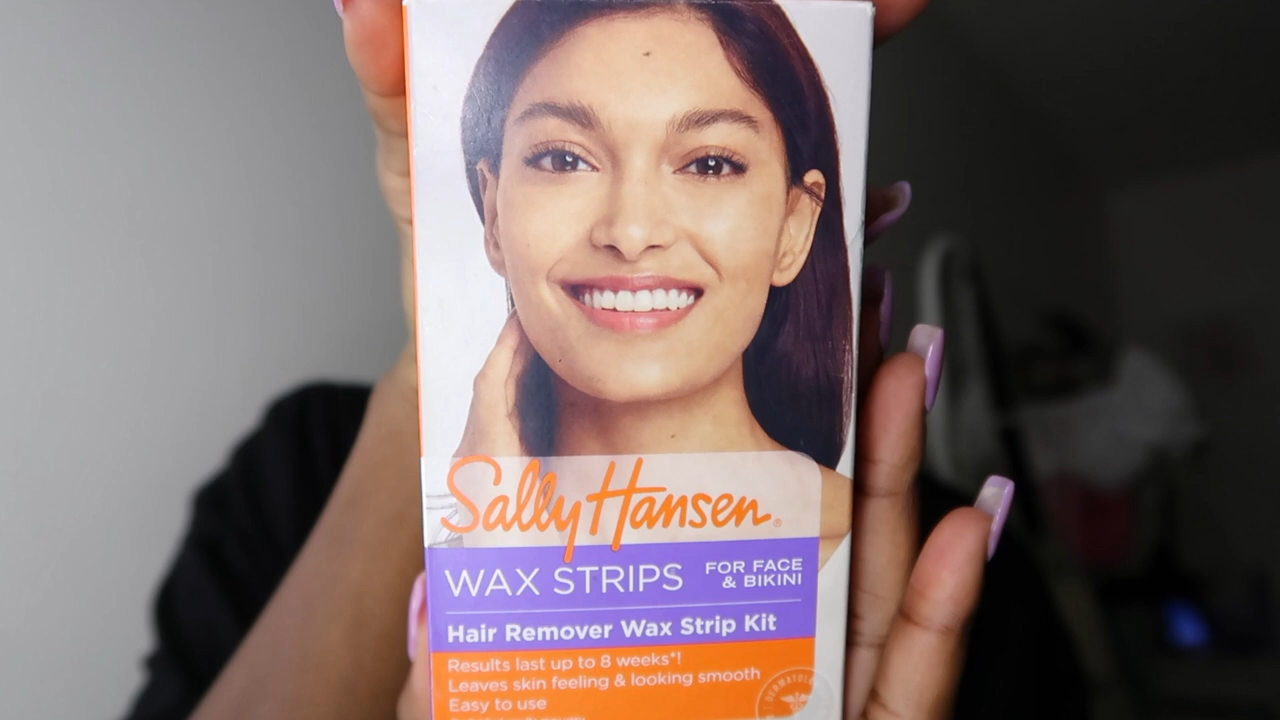 Sally Hansen®
WAX STRIPS
FOR FACE
& BIKINI
Hair Remover Wax Strip Kit
Results last up to 8 weeks*!
Leaves skin feeling & looking smooth
Easy to use